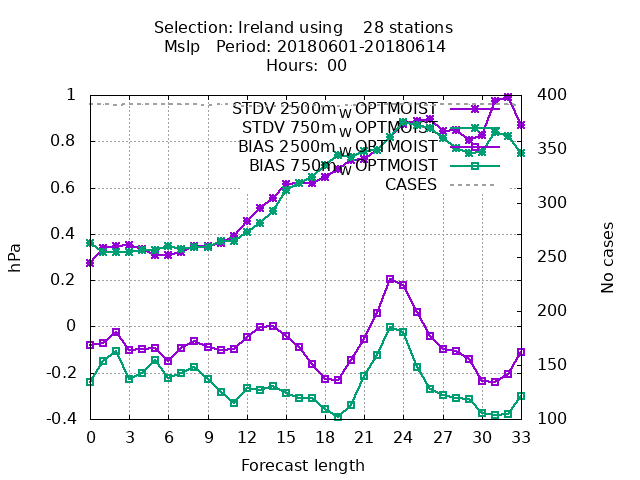 Selection: Ireland using    28 stations
Mslp   Period: 20180601-20180614
Hours:  00
hPa
No cases
1
0.8
0.6
0.4
0.2
0
-0.2
-0.4
400
350
300
250
200
150
100
STDV 2500m_W OPTMOIST
STDV 750m_W OPTMOIST
BIAS 2500m_W OPTMOIST
BIAS 750m_W OPTMOIST
CASES
0 3 6 9 12 15 18 21 24 27 30 33
Forecast length